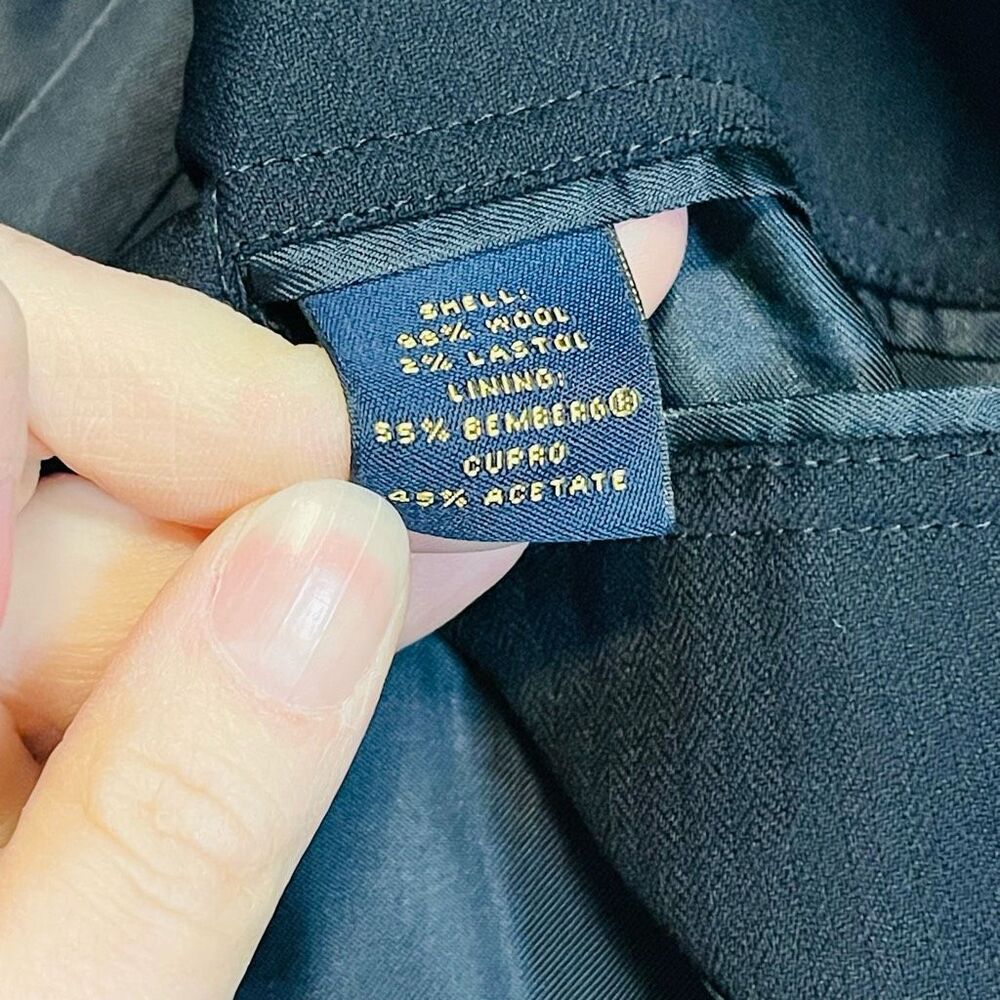 SHELL:
98% WOOL
2% LASTOL
LINING:
55% BEMBERG®
CUPRO
45% ACETATE